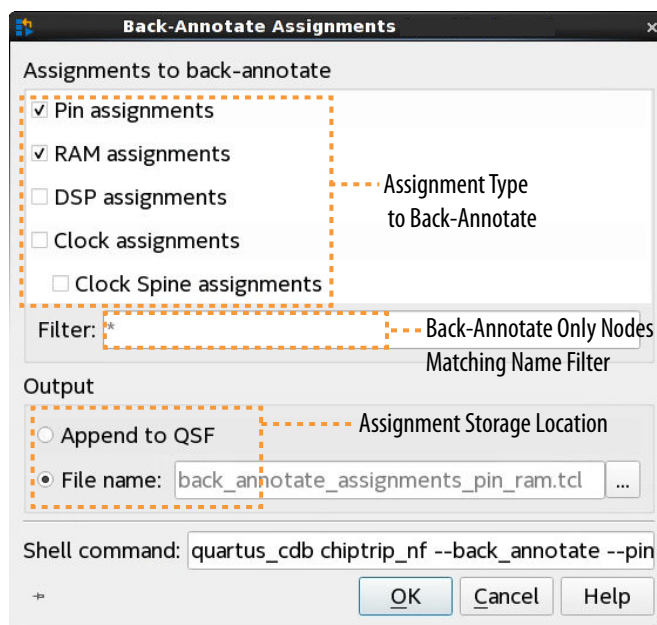 Back-Annotate Assignments
Assignments to back-annotate
Pin assignments
RAM assignments
DSP assignments
Assignment Type
to Back-Annotate
Clock assignments
Clock Spine assignments
Filter: *
Back-Annotate Only Nodes
Matching Name Filter
Output
Assignment Storage Location
Append to QSF
File name: back_annotate_assignments_pin_ram.tcl ...
Shell command: quartus_cdb chiptrip_nf --back_annotate --pin
OK Cancel Help